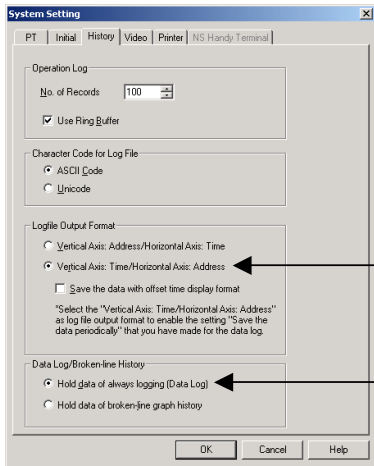 System Setting
PT Initial History Video Printer NS Handy Terminal
Operation Log
No. of Records 100
Use Ring Buffer
Character Code for Log File
ASCII Code
Unicode
Logfile Output Format
Vertical Axis: Address/Horizontal Axis: Time
Vertical Axis: Time/Horizontal Axis: Address
Save the data with offset time display format
"Select the "Vertical Axis: Time/Horizontal Axis: Address"
as log file output format to enable the setting "Save the
data periodically" that you have made for the data log.
Data Log/Broken-line History
Hold data of always logging (Data Log)
Hold data of broken-line graph history
OK Cancel Help